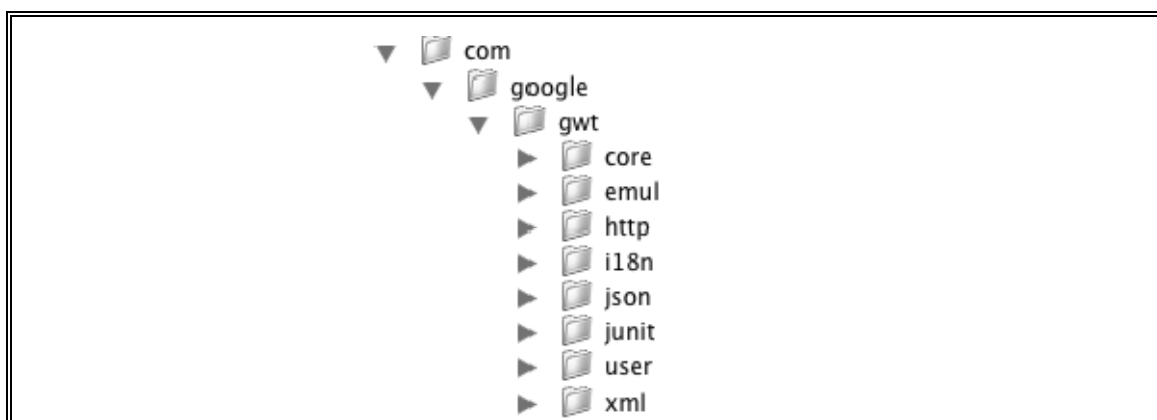 com
google
gwt
core
emul
http
i18n
json
junit
user
xml